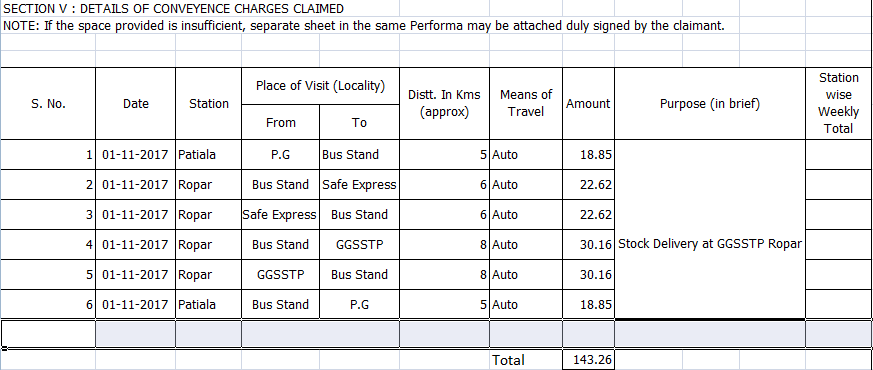 SECTION V : DETAILS OF CONVEYENCE CHARGES CLAIMED
NOTE: If the space provided is insufficient, separate sheet in the same Performa may be attached duly signed by the claimant.
S. No. Date Station Place of Visit (Locality) Distt. In Kms (approx) Means of Travel Amount Purpose (in brief) Station wise Weekly Total
From To
1 01-11-2017 Patiala P.G Bus Stand 5 Auto 18.85
2 01-11-2017 Ropar Bus Stand Safe Express 6 Auto 22.62
3 01-11-2017 Ropar Safe Express Bus Stand 6 Auto 22.62
4 01-11-2017 Ropar Bus Stand GGSSTP 8 Auto 30.16 Stock Delivery at GGSSTP Ropar
5 01-11-2017 Ropar GGSSTP Bus Stand 8 Auto 30.16
6 01-11-2017 Patiala Bus Stand P.G 5 Auto 18.85
Total 143.26